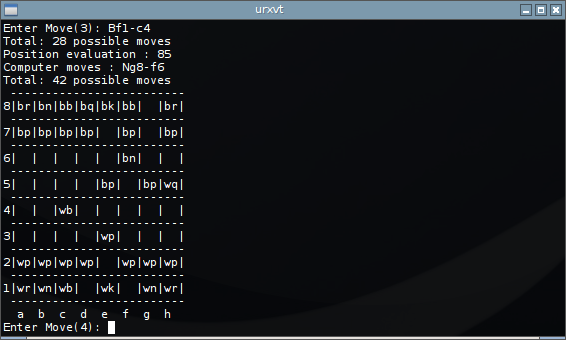 urxvt
Enter Move(3): Bf1-c4
Total: 28 possible moves
Position evaluation : 85
Computer moves : Ng8-f6
Total: 42 possible moves
 --------------------------
8|br|bn|bb|bq|bk|bb|  |br|
 --------------------------
7|bp|bp|bp|bp|  |bp|  |bp|
 --------------------------
6|  |  |  |  |  |bn|  |  |
 --------------------------
5|  |  |  |  |bp|  |bp|wq|
 --------------------------
4|  |  |wb|  |  |  |  |  |
 --------------------------
3|  |  |  |  |wp|  |  |  |
 --------------------------
2|wp|wp|wp|wp|  |wp|wp|wp|
 --------------------------
1|wr|wn|wb|  |wk|  |wn|wr|
 --------------------------
  a  b  c  d  e  f  g  h
Enter Move(4):